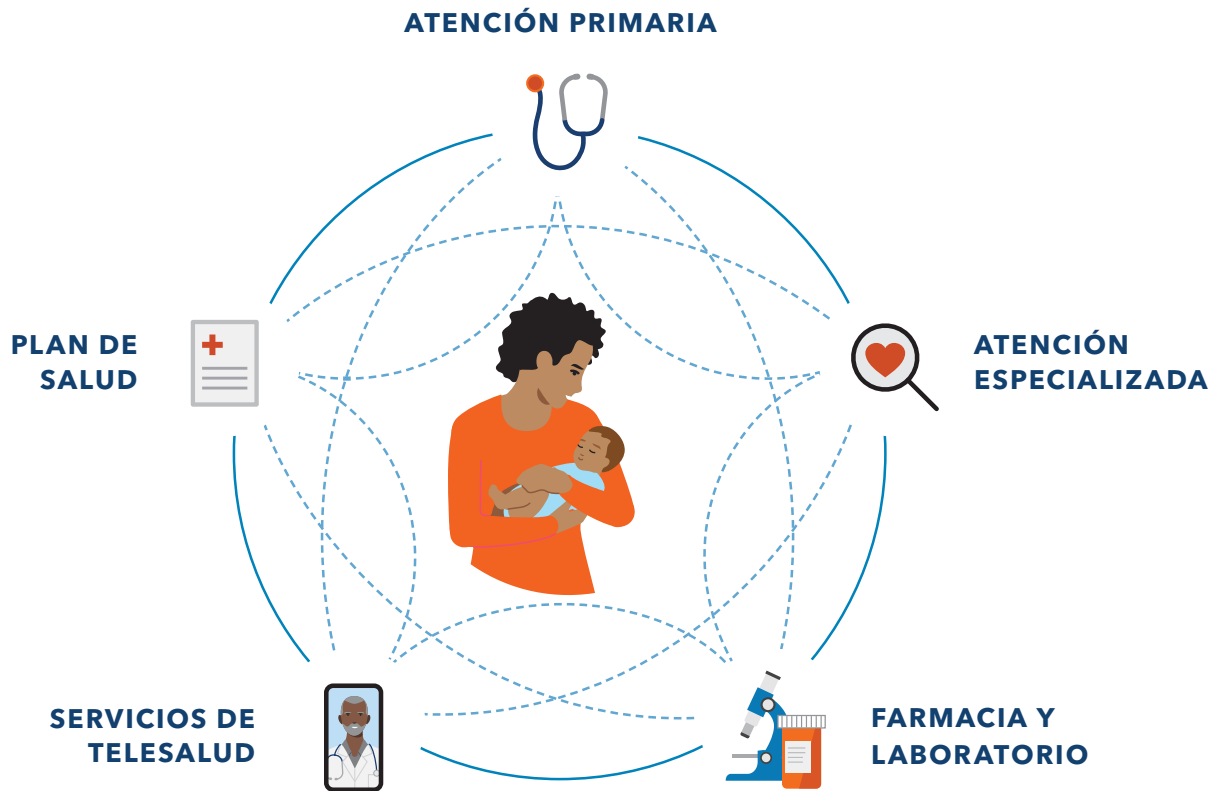 ATENCIÓN PRIMARIA
PLAN DE
SALUD
ATENCIÓN
ESPECIALIZADA
SERVICIOS DE
TELESALUD
FARMACIA Y
LABORATORIO